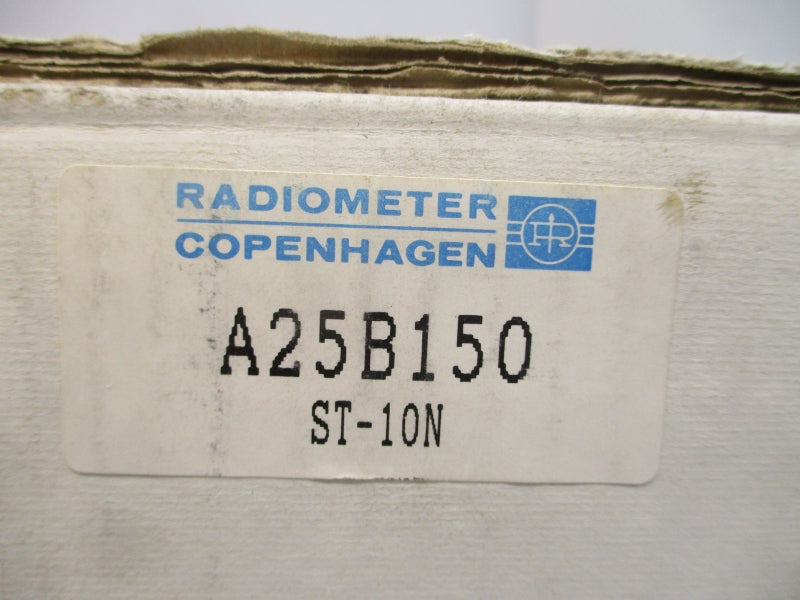 RADIOMETER
COPENHAGEN
A25B150
ST-10N